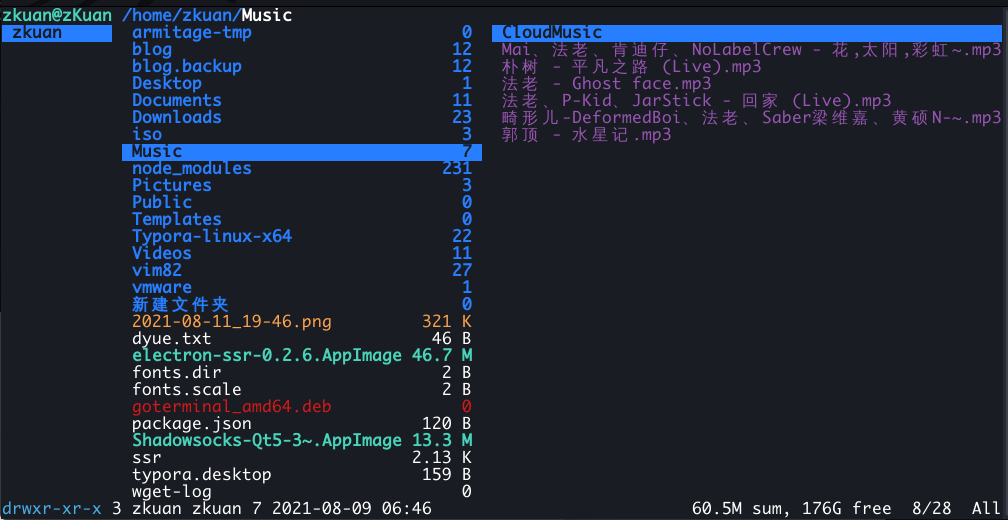 zkuan@zKuan /home/zkuan/Music
zkuan
armitage-tmp 0
blog 12
blog.backup 12
Desktop 1
Documents 11
Downloads 23
iso 3
Music 7
node_modules 231
Pictures 3
Public 0
Templates 0
Typora-linux-x64 22
Videos 11
vim82 27
vmware 1
新建文件夹 0
2021-08-11_19-46.png 321 K
dyue.txt 46 B
electron-ssr-0.2.6.AppImage 46.7 M
fonts.dir 2 B
fonts.scale 2 B
goterminal_amd64.deb 0
package.json 120 B
Shadowsocks-Qt5-3~.AppImage 13.3 M
ssr 2.13 K
typora.desktop 159 B
wget-log 0
CloudMusic
Mai、法老、肯迪仔、NoLabelCrew - 花,太阳,彩虹~.mp3
朴树 - 平凡之路 (Live).mp3
法老 - Ghost face.mp3
法老、P-Kid、JarStick - 回家 (Live).mp3
畸形儿-DeformedBoi、法老、Saber梁维嘉、黄硕N-~.mp3
郭顶 - 水星记.mp3
drwxr-xr-x 3 zkuan zkuan 7 2021-08-09 06:46 60.5M sum, 176G free 8/28 All